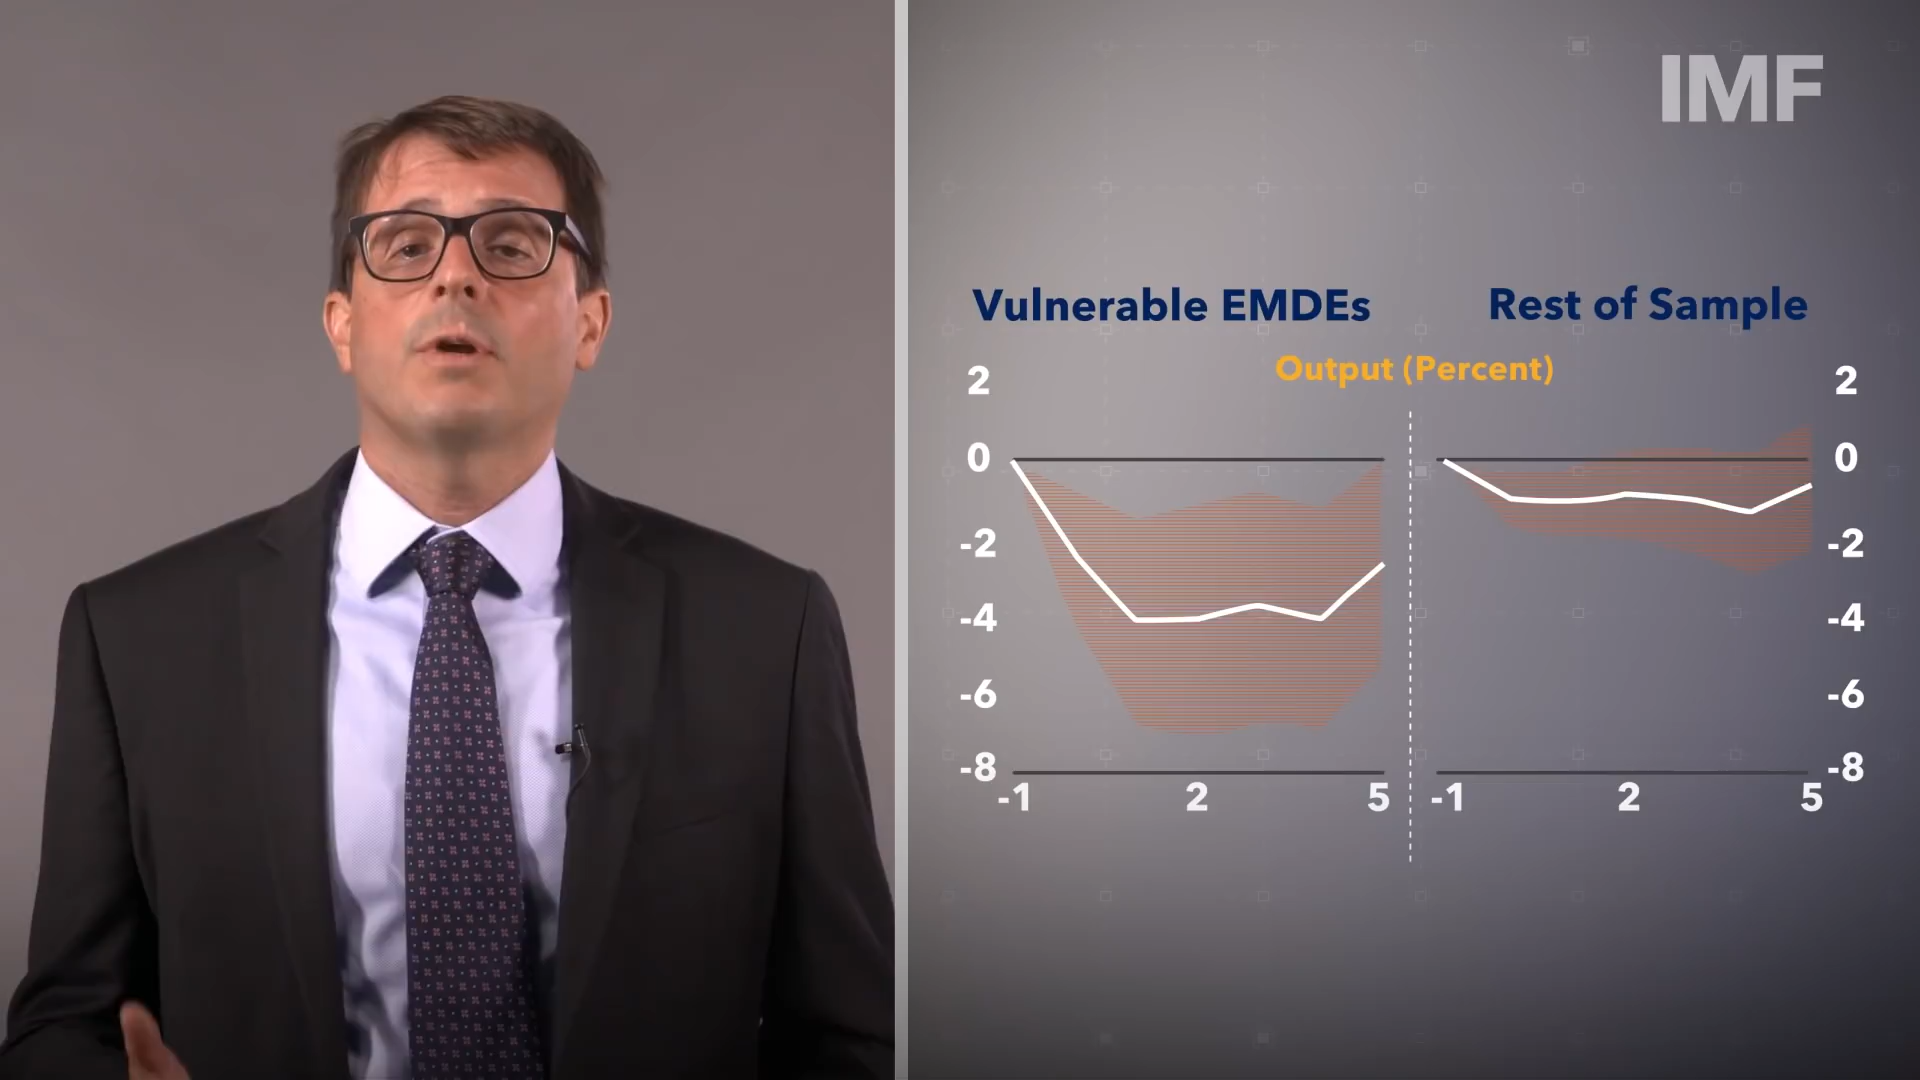 IMF
Vulnerable EMDEs
Rest of Sample
Output (Percent)
2
0
-2
-4
-6
-8
-1 2 5
2
0
-2
-4
-6
-8
-1 2 5